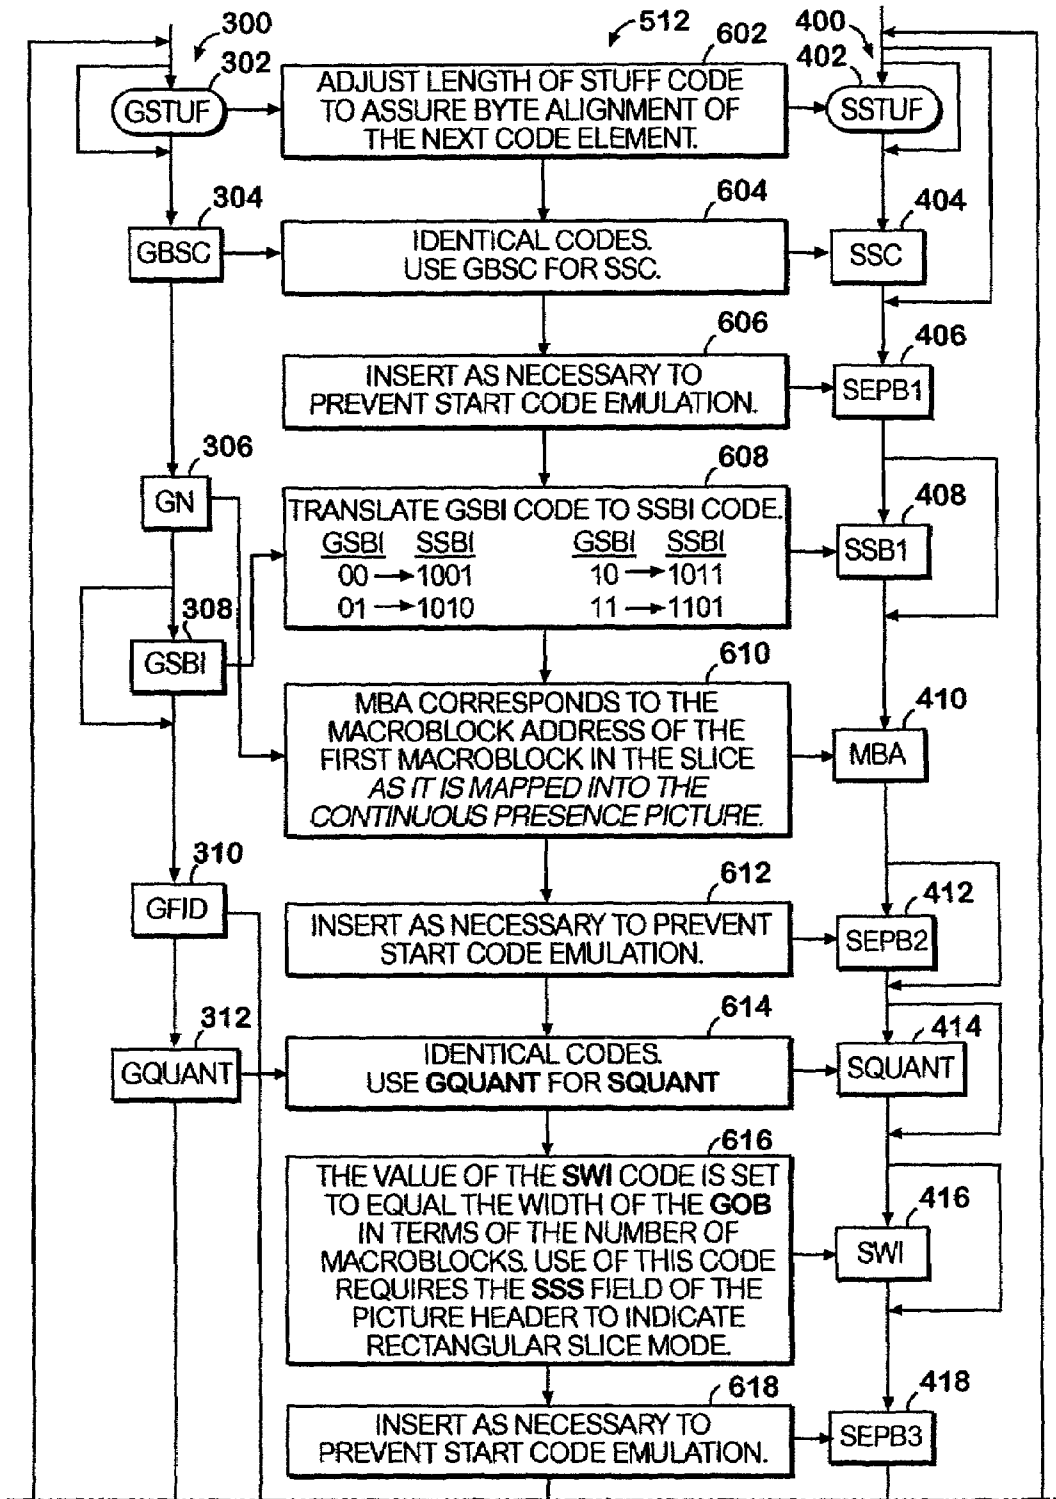 300
512
602
400
302
402
GSTUF
ADJUST LENGTH OF STUFF CODE
TO ASSURE BYTE ALIGNMENT OF
THE NEXT CODE ELEMENT.
SSTUF
304
604
404
GBSC
IDENTICAL CODES.
USE GBSC FOR SSC.
SSC
606
406
INSERT AS NECESSARY TO
PREVENT START CODE EMULATION.
SEPB1
306
608
408
GN
TRANSLATE GSBI CODE TO SSBI CODE.
GSBI SSBI GSBI SSBI
00 1001 10 1011
01 1010 11 1101
SSB1
308
GSBI
610
410
MBA CORRESPONDS TO THE
MACROBLOCK ADDRESS OF THE
FIRST MACROBLOCK IN THE SLICE
AS IT IS MAPPED INTO THE
CONTINUOUS PRESENCE PICTURE.
MBA
310
612
412
GFID
INSERT AS NECESSARY TO PREVENT
START CODE EMULATION.
SEPB2
312
614
414
GQUANT
IDENTICAL CODES.
USE GQUANT FOR SQUANT
SQUANT
616
416
THE VALUE OF THE SWI CODE IS SET
TO EQUAL THE WIDTH OF THE GOB
IN TERMS OF THE NUMBER OF
MACROBLOCKS. USE OF THIS CODE
REQUIRES THE SSS FIELD OF THE
PICTURE HEADER TO INDICATE
RECTANGULAR SLICE MODE.
SWI
618
418
INSERT AS NECESSARY TO
PREVENT START CODE EMULATION.
SEPB3